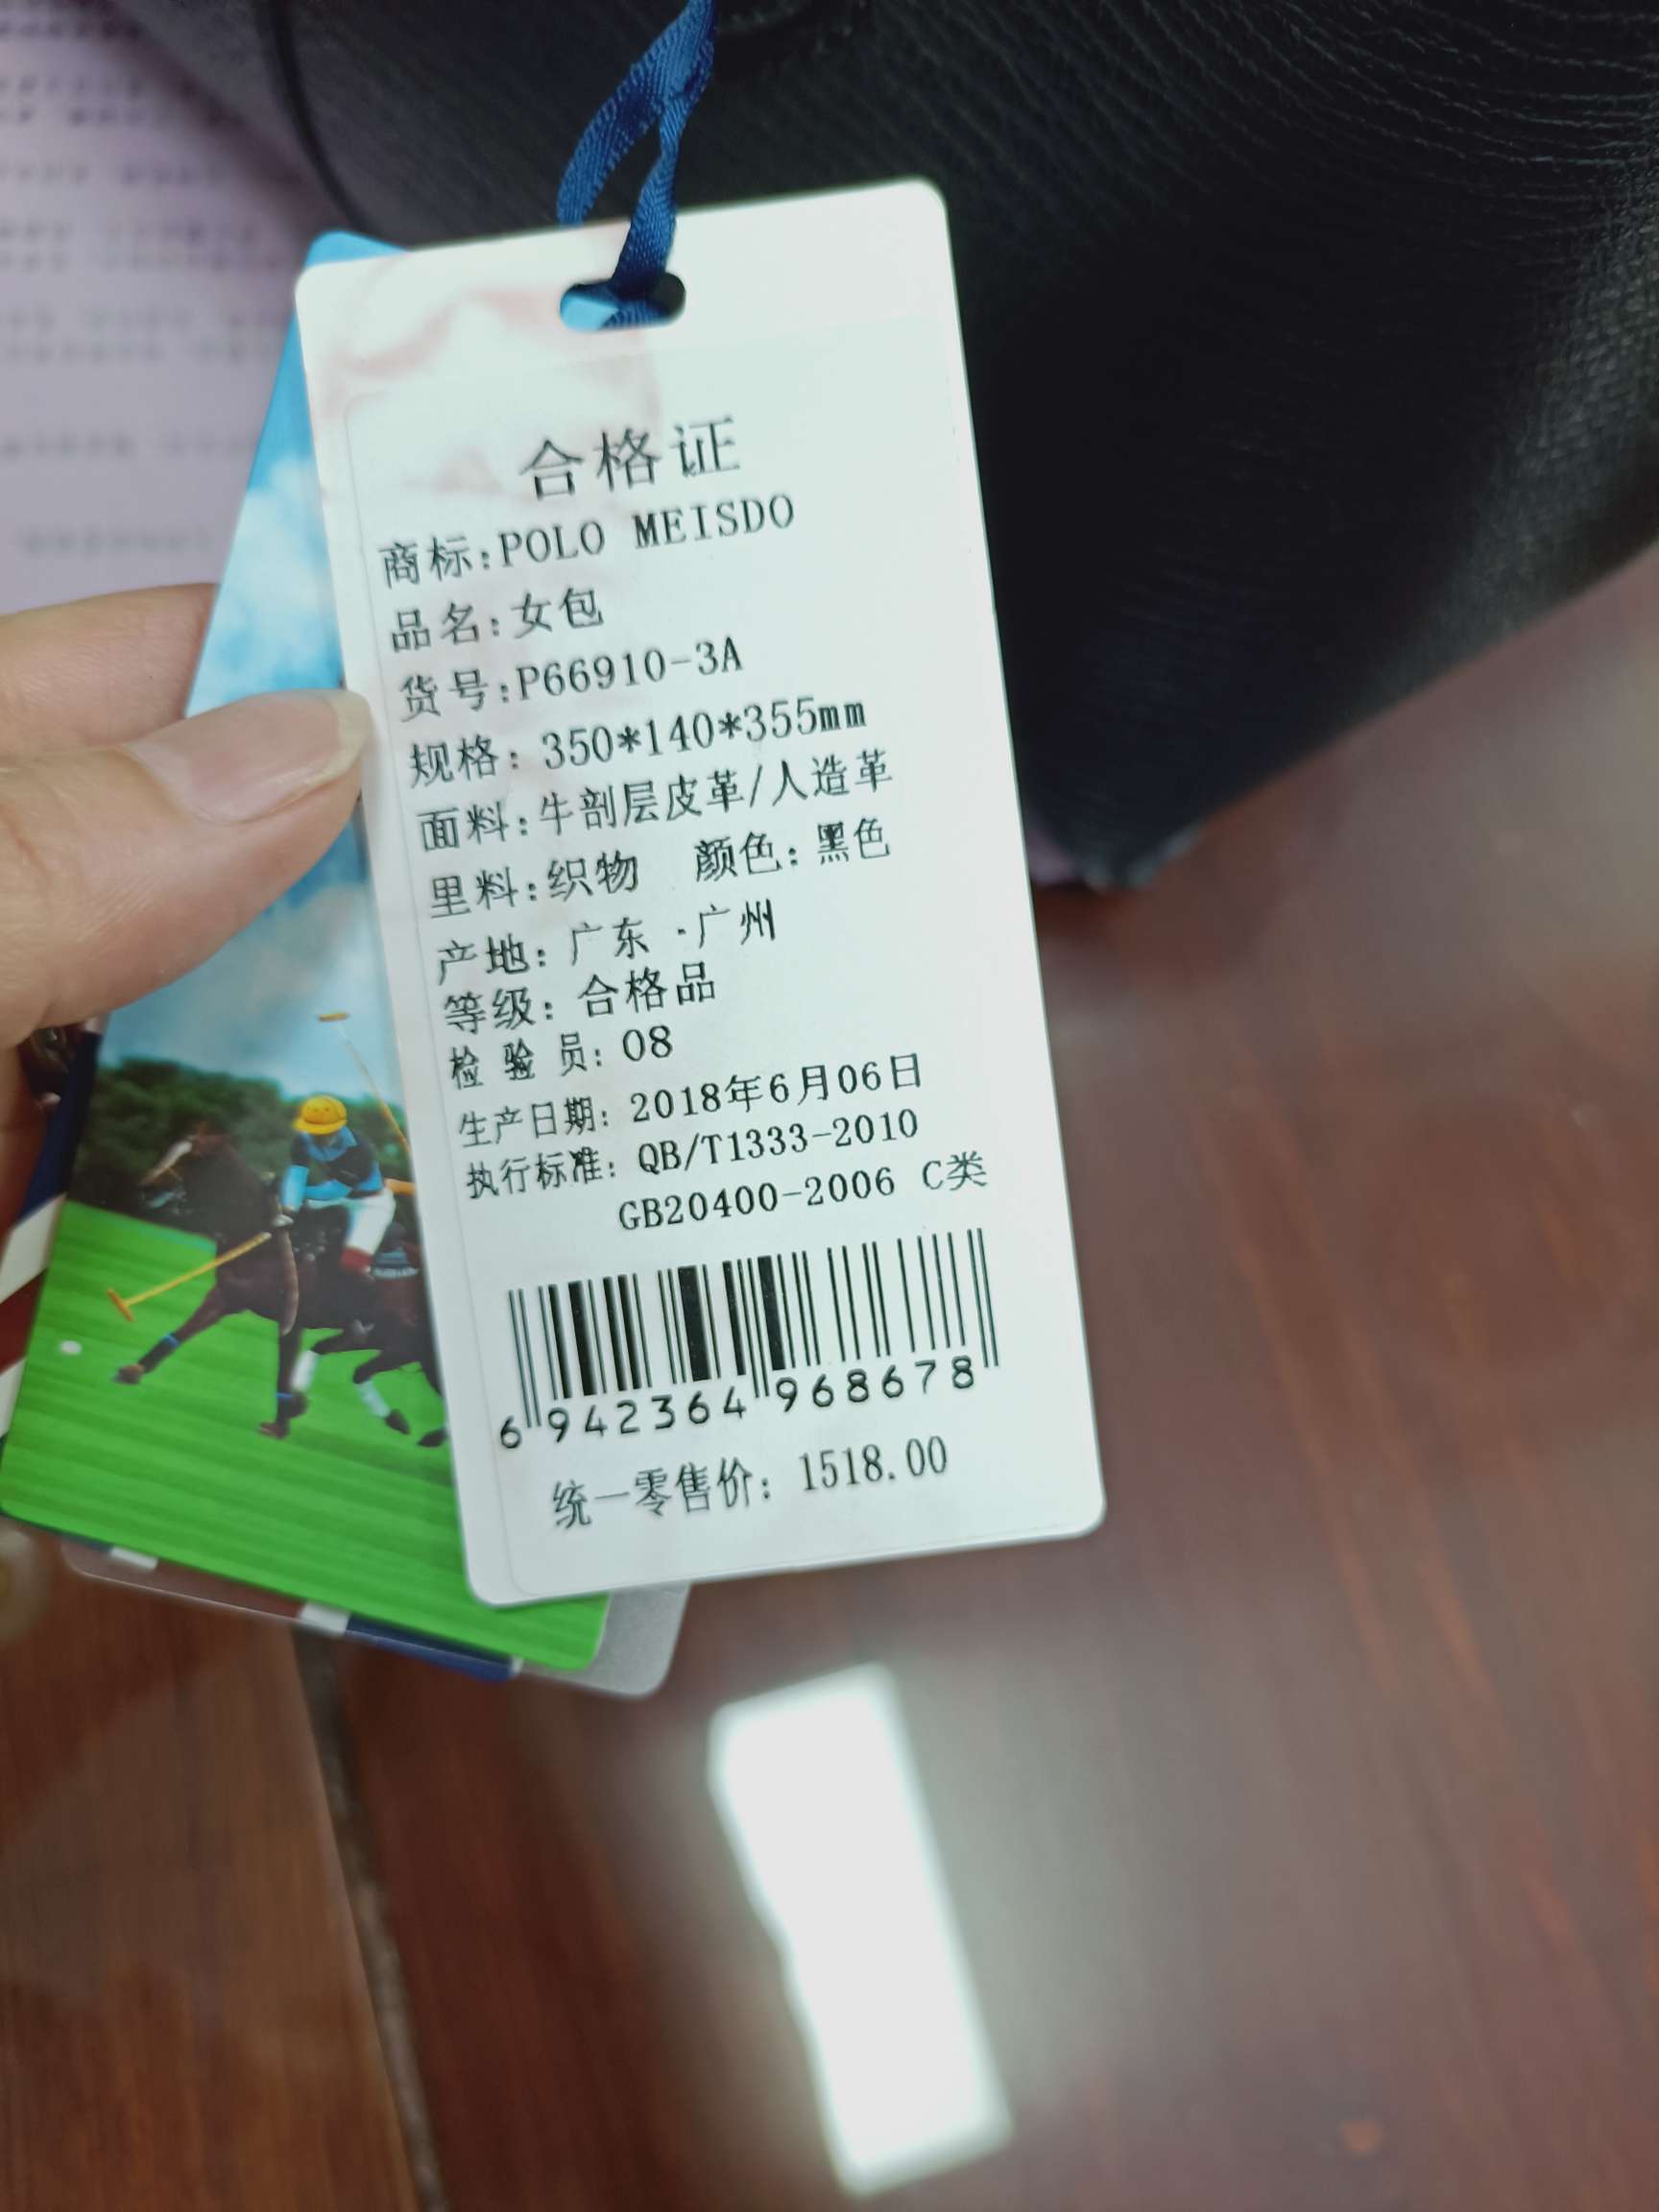 合格证
商标:POLO MEISDO
品名:女包
货号:P66910-3A
规格: 350*140*355mm
面料:牛剖层皮革/人造革
里料:织物 颜色: 黑色
产地: 广东 ·广州
等级: 合格品
检 验 员: 08
生产日期: 2018年6月06日
执行标准: QB/T1333-2010
GB20400-2006 C类
6 942364 968678
统一零售价: 1518.00